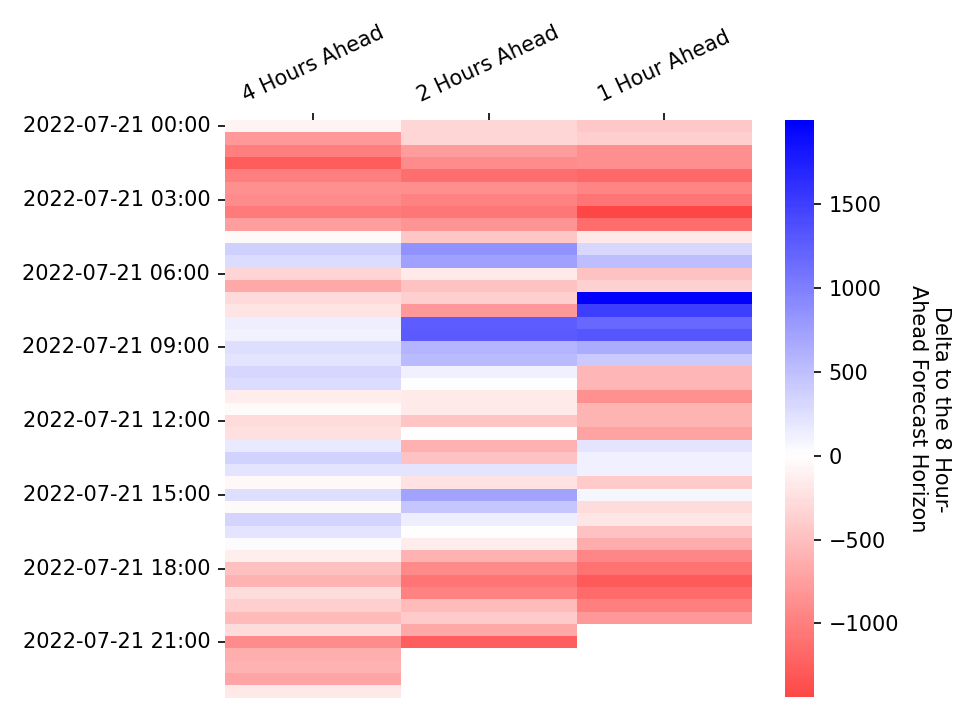 4 Hours Ahead
2 Hours Ahead
1 Hour Ahead
2022-07-21 00:00
2022-07-21 03:00
2022-07-21 06:00
2022-07-21 09:00
2022-07-21 12:00
2022-07-21 15:00
2022-07-21 18:00
2022-07-21 21:00
1500
1000
500
0
−500
−1000
Delta to the 8 Hour-
Ahead Forecast Horizon